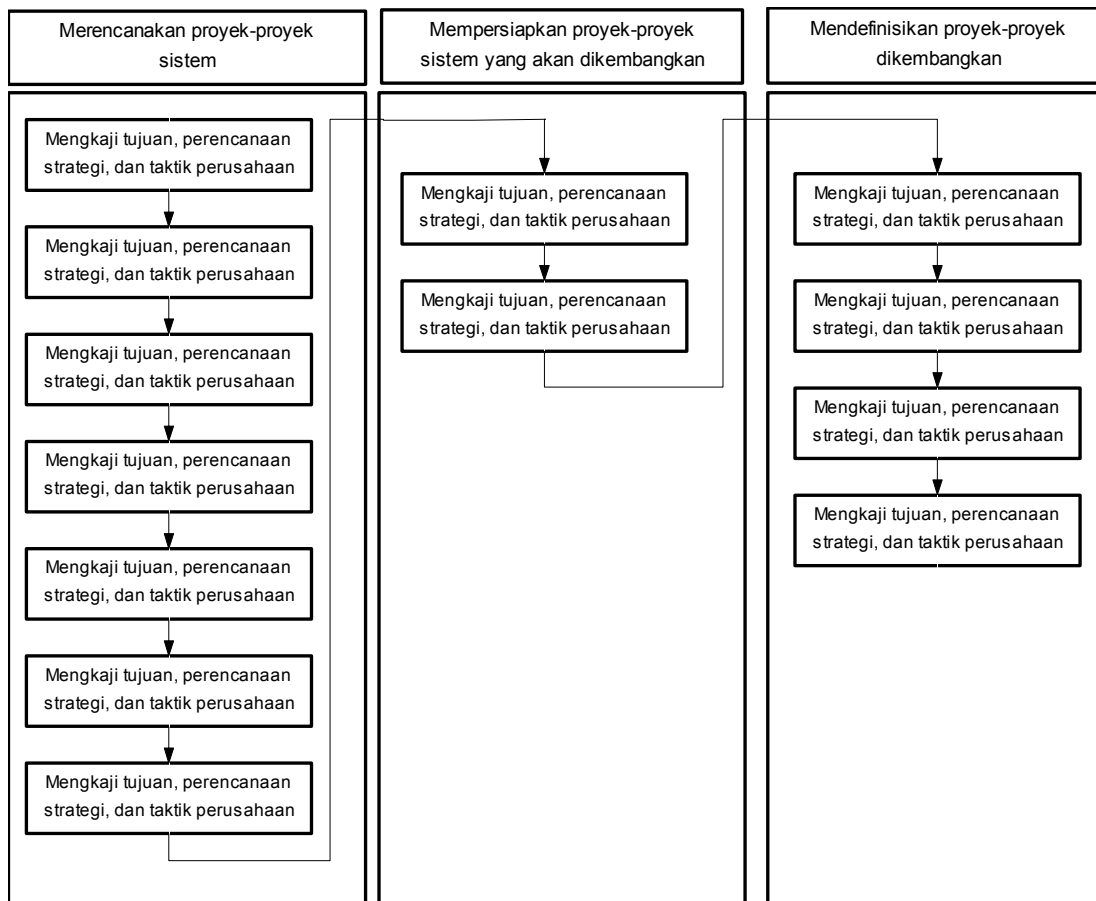 Merencanakan proyek-proyek
sistem
Mempersiapkan proyek-proyek
sistem yang akan dikembangkan
Mendefinisikan proyek-proyek
dikembangkan
Mengkaji tujuan, perencanaan
strategi, dan taktik perusahaan
Mengkaji tujuan, perencanaan
strategi, dan taktik perusahaan
Mengkaji tujuan, perencanaan
strategi, dan taktik perusahaan
Mengkaji tujuan, perencanaan
strategi, dan taktik perusahaan
Mengkaji tujuan, perencanaan
strategi, dan taktik perusahaan
Mengkaji tujuan, perencanaan
strategi, dan taktik perusahaan
Mengkaji tujuan, perencanaan
strategi, dan taktik perusahaan
Mengkaji tujuan, perencanaan
strategi, dan taktik perusahaan
Mengkaji tujuan, perencanaan
strategi, dan taktik perusahaan
Mengkaji tujuan, perencanaan
strategi, dan taktik perusahaan
Mengkaji tujuan, perencanaan
strategi, dan taktik perusahaan
Mengkaji tujuan, perencanaan
strategi, dan taktik perusahaan
Mengkaji tujuan, perencanaan
strategi, dan taktik perusahaan